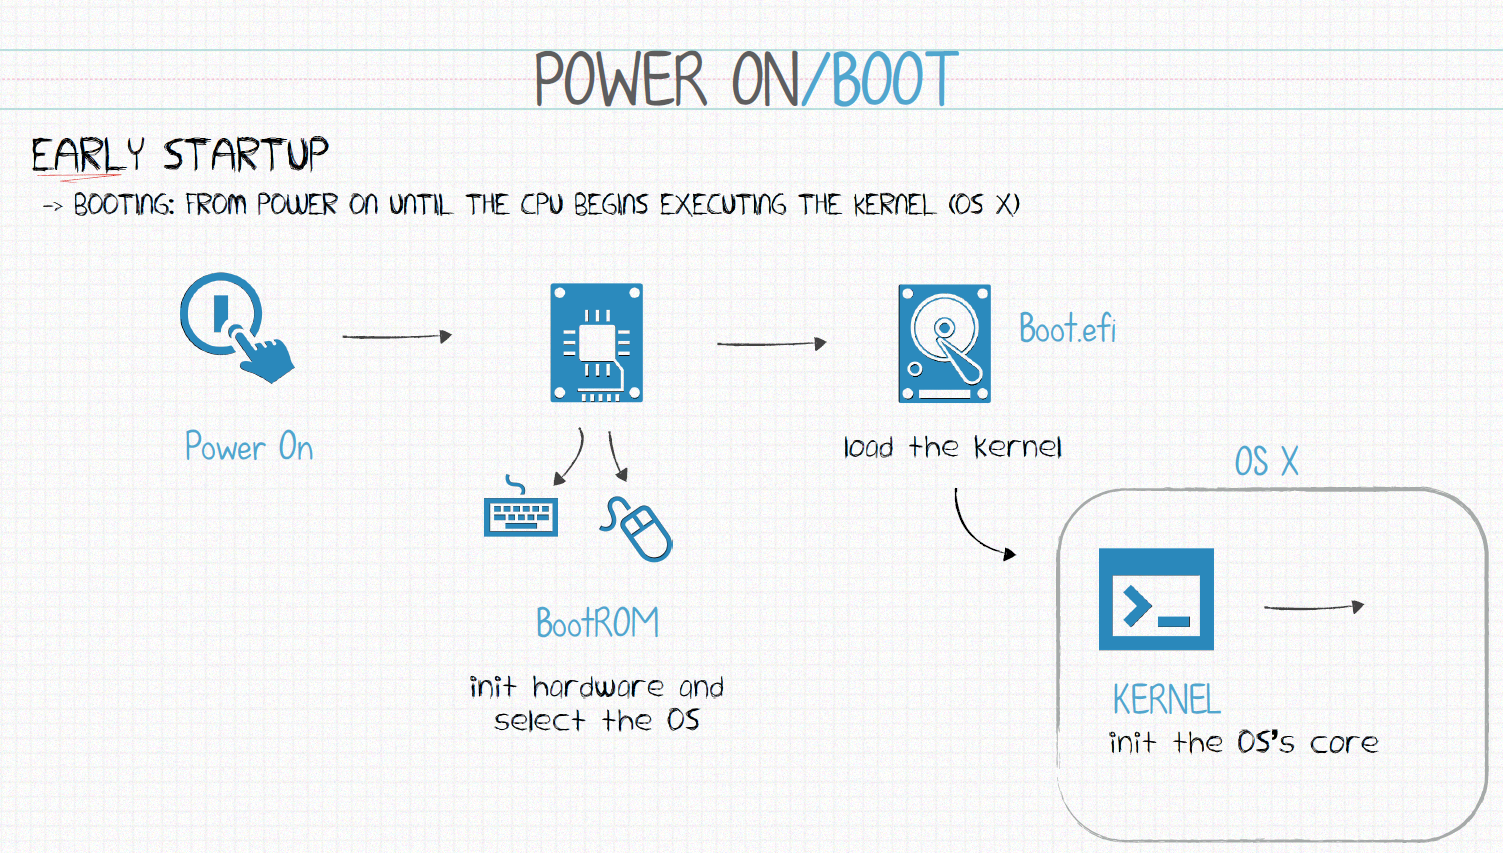 POWER ON/BOOT
EARLY STARTUP
-> BOOTING: FROM POWER ON UNTIL THE CPU BEGINS EXECUTING THE KERNEL (OS X)
Power On
BootROM
init hardware and
select the OS
Boot.efi
load the kernel
OS X
KERNEL
init the OS's core